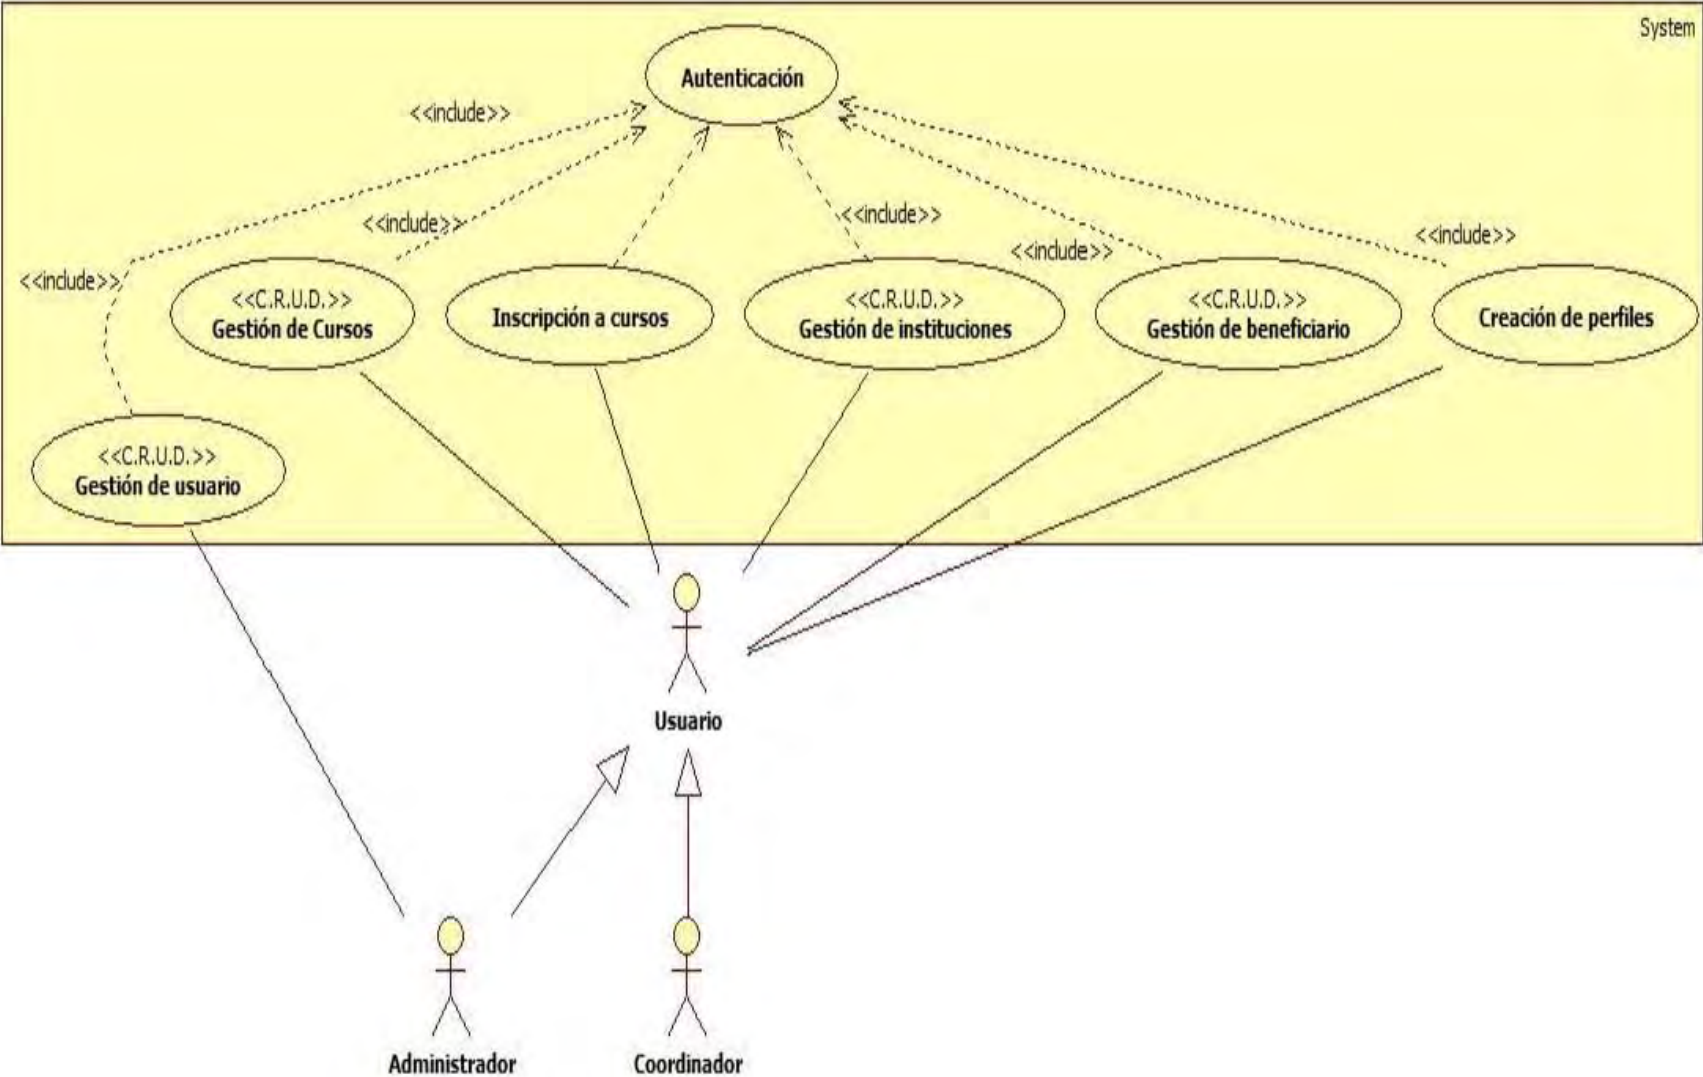 System
Autenticación
<<include>>
<<include>>
<<include>>
<<include>>
<<include>>
<<include>>
<<C.R.U.D.>>
Gestión de Cursos
Inscripción a cursos
<<C.R.U.D.>>
Gestión de instituciones
<<C.R.U.D.>>
Gestión de beneficiario
Creación de perfiles
<<C.R.U.D.>>
Gestión de usuario
Usuario
Administrador
Coordinador